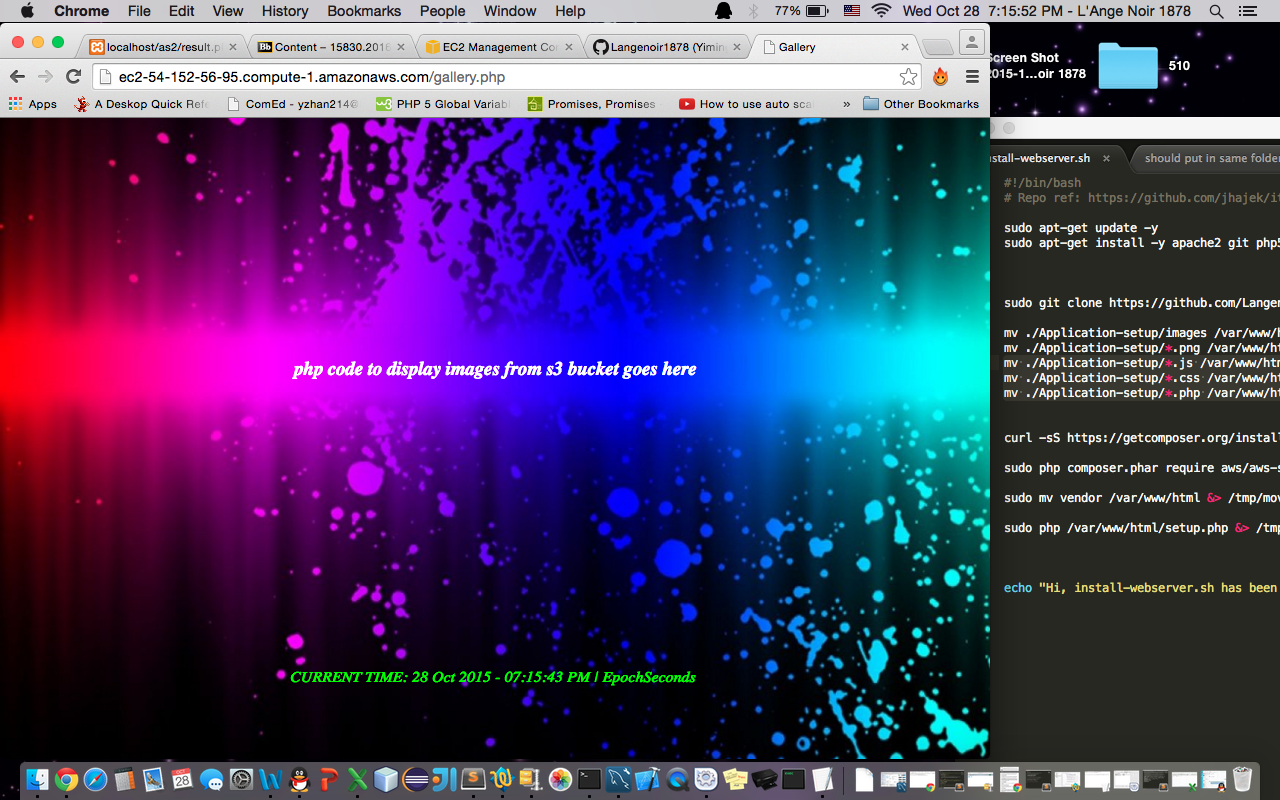 Chrome File Edit View History Bookmarks People Window Help 77% Wed Oct 28 7:15:52 PM - L'Ange Noir 1878
localhost/as2/result.p
Content – 15830.2015
EC2 Management Co
Langenoir1878 (Yimin
Gallery
ec2-54-152-56-95.compute-1.amazonaws.com/gallery.php
Apps
A Deskop Quick Refe
ComEd - yzhan214@
PHP 5 Global Variabl
Promises, Promises
How to use auto sca
» Other Bookmarks
php code to display images from s3 bucket goes here
CURRENT TIME: 28 Oct 2015 - 07:15:43 PM | EpochSeconds
Screen Shot
2015-1...oir 1878
510
nstall-webserver.sh
should put in same folder
#!/bin/bash
# Repo ref: https://github.com/jhajek/it
sudo apt-get update -y
sudo apt-get install -y apache2 git php5
sudo git clone https://github.com/Langer
mv ./Application-setup/images /var/www/h
mv ./Application-setup/*.png /var/www/ht
mv ./Application-setup/*.js /var/www/htm
mv ./Application-setup/*.css /var/www/ht
mv ./Application-setup/*.php /var/www/ht
curl -sS https://getcomposer.org/install
sudo php composer.phar require aws/aws-s
sudo mv vendor /var/www/html &> /tmp/mov
sudo php /var/www/html/setup.php &> /tmp
echo "Hi, install-webserver.sh has been